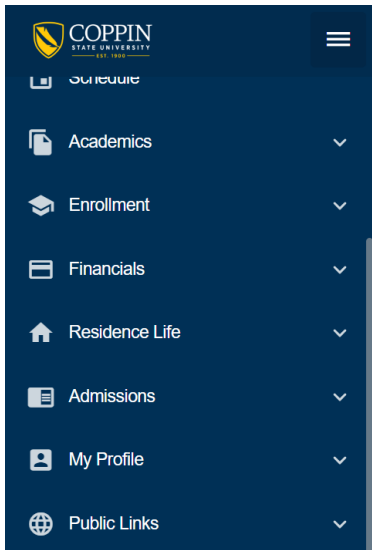 COPPIN
STATE UNIVERSITY
EST. 1900
Schedule
Academics
Enrollment
Financials
Residence Life
Admissions
My Profile
Public Links